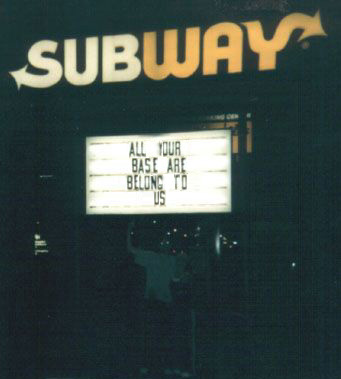 SUBWAY
ALL YOUR
BASE ARE
BELONG TO
US